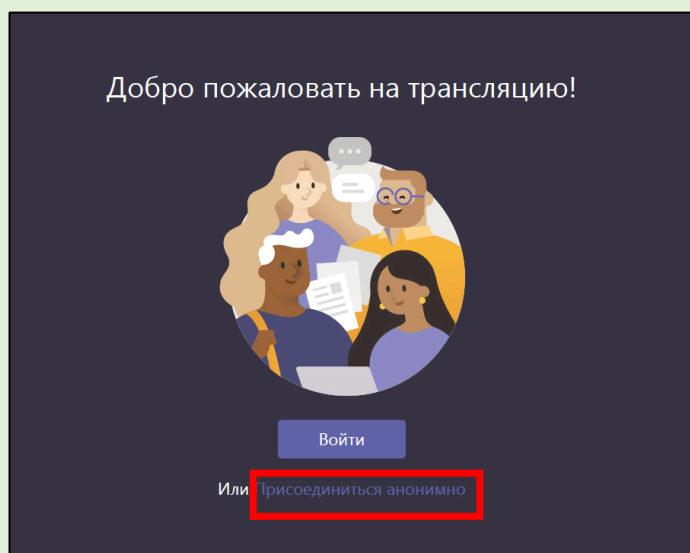 Добро пожаловать на трансляцию!
Войти
Или Присоединиться анонимно